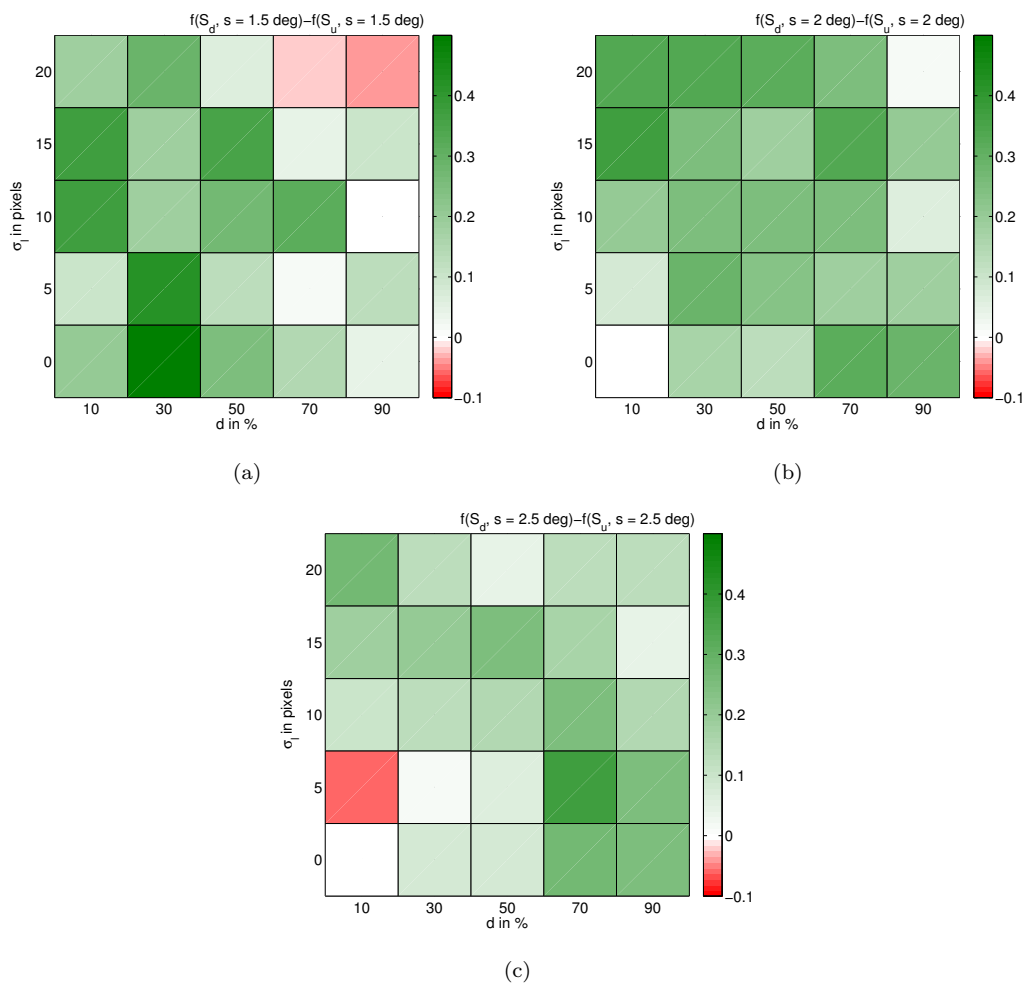 f(S_d, s = 1.5 deg)−f(S_u, s = 1.5 deg)
20
15
10
5
0
σ_l in pixels
10 30 50 70 90
d in %
0.4
0.3
0.2
0.1
0
−0.1
(a)
f(S_d, s = 2 deg)−f(S_u, s = 2 deg)
20
15
10
5
0
σ_l in pixels
10 30 50 70 90
d in %
0.4
0.3
0.2
0.1
0
−0.1
(b)
f(S_d, s = 2.5 deg)−f(S_u, s = 2.5 deg)
20
15
10
5
0
σ_l in pixels
10 30 50 70 90
d in %
0.4
0.3
0.2
0.1
0
−0.1
(c)